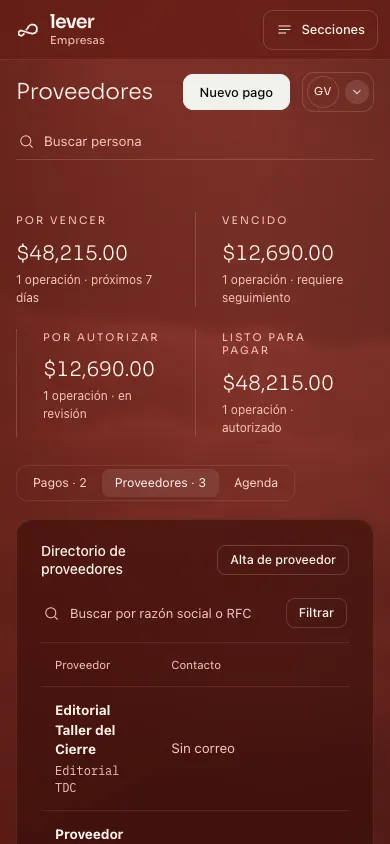 lever
Empresas
Secciones
Proveedores
Nuevo pago
GV
Buscar persona
POR VENCER
$48,215.00
1 operación · próximos 7
días
VENCIDO
$12,690.00
1 operación · requiere
seguimiento
POR AUTORIZAR
$12,690.00
1 operación · en
revisión
LISTO PARA
PAGAR
$48,215.00
1 operación ·
autorizado
Pagos · 2
Proveedores · 3
Agenda
Directorio de
proveedores
Alta de proveedor
Buscar por razón social o RFC
Filtrar
Proveedor
Contacto
Editorial
Taller del
Cierre
Editorial
TDC
Sin correo
Proveedor